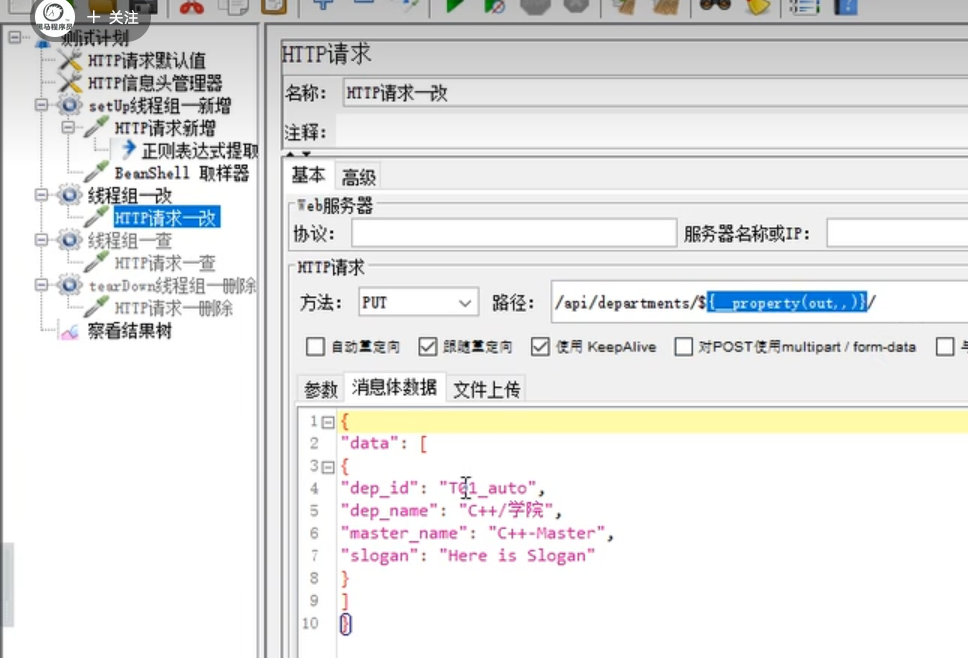 黑马程序员
+ 关注
测试计划
HTTP请求默认值
HTTP信息头管理器
setUp线程组一新增
HTTP请求新增
正则表达式提取
BeanShell 取样器
线程组一改
HTTP请求一改
线程组一查
HTTP请求一查
tearDown线程组一删除
HTTP请求一删除
察看结果树
HTTP请求
名称: HTTP请求一改
注释:
基本 高级
Web服务器
协议: 服务器名称或IP:
HTTP请求
方法: PUT 路径: /api/departments/${__property(out,,)}/
自动重定向 跟随重定向 使用 KeepAlive 对POST使用multipart / form-data 与
参数 消息体数据 文件上传
1 {
2 "data": [
3 {
4 "dep_id": "T01_auto",
5 "dep_name": "C++/学院",
6 "master_name": "C++-Master",
7 "slogan": "Here is Slogan"
8 }
9 ]
10 }